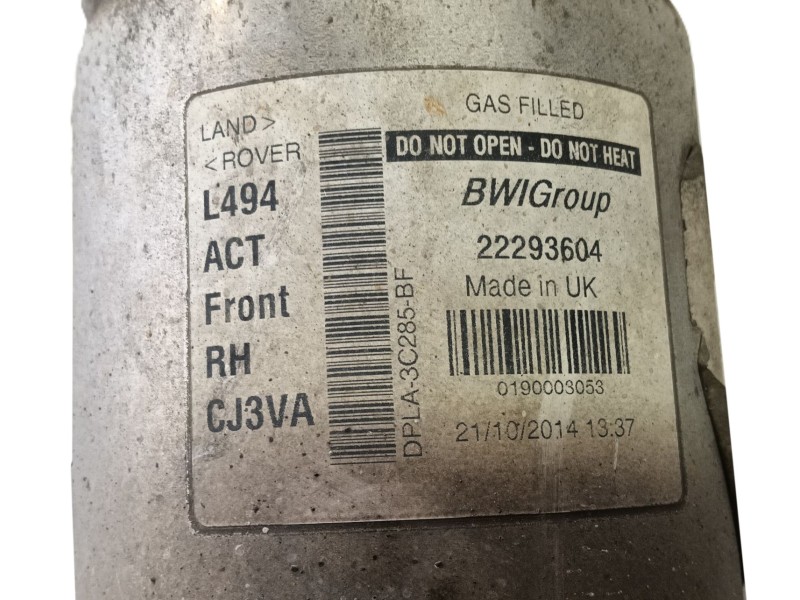 LAND>
<ROVER
L494
ACT
Front
RH
CJ3VA
DPLA-3C285-BF
GAS FILLED
DO NOT OPEN - DO NOT HEAT
BWIGroup
22293604
Made in UK
0190003053
21/10/2014 13:37